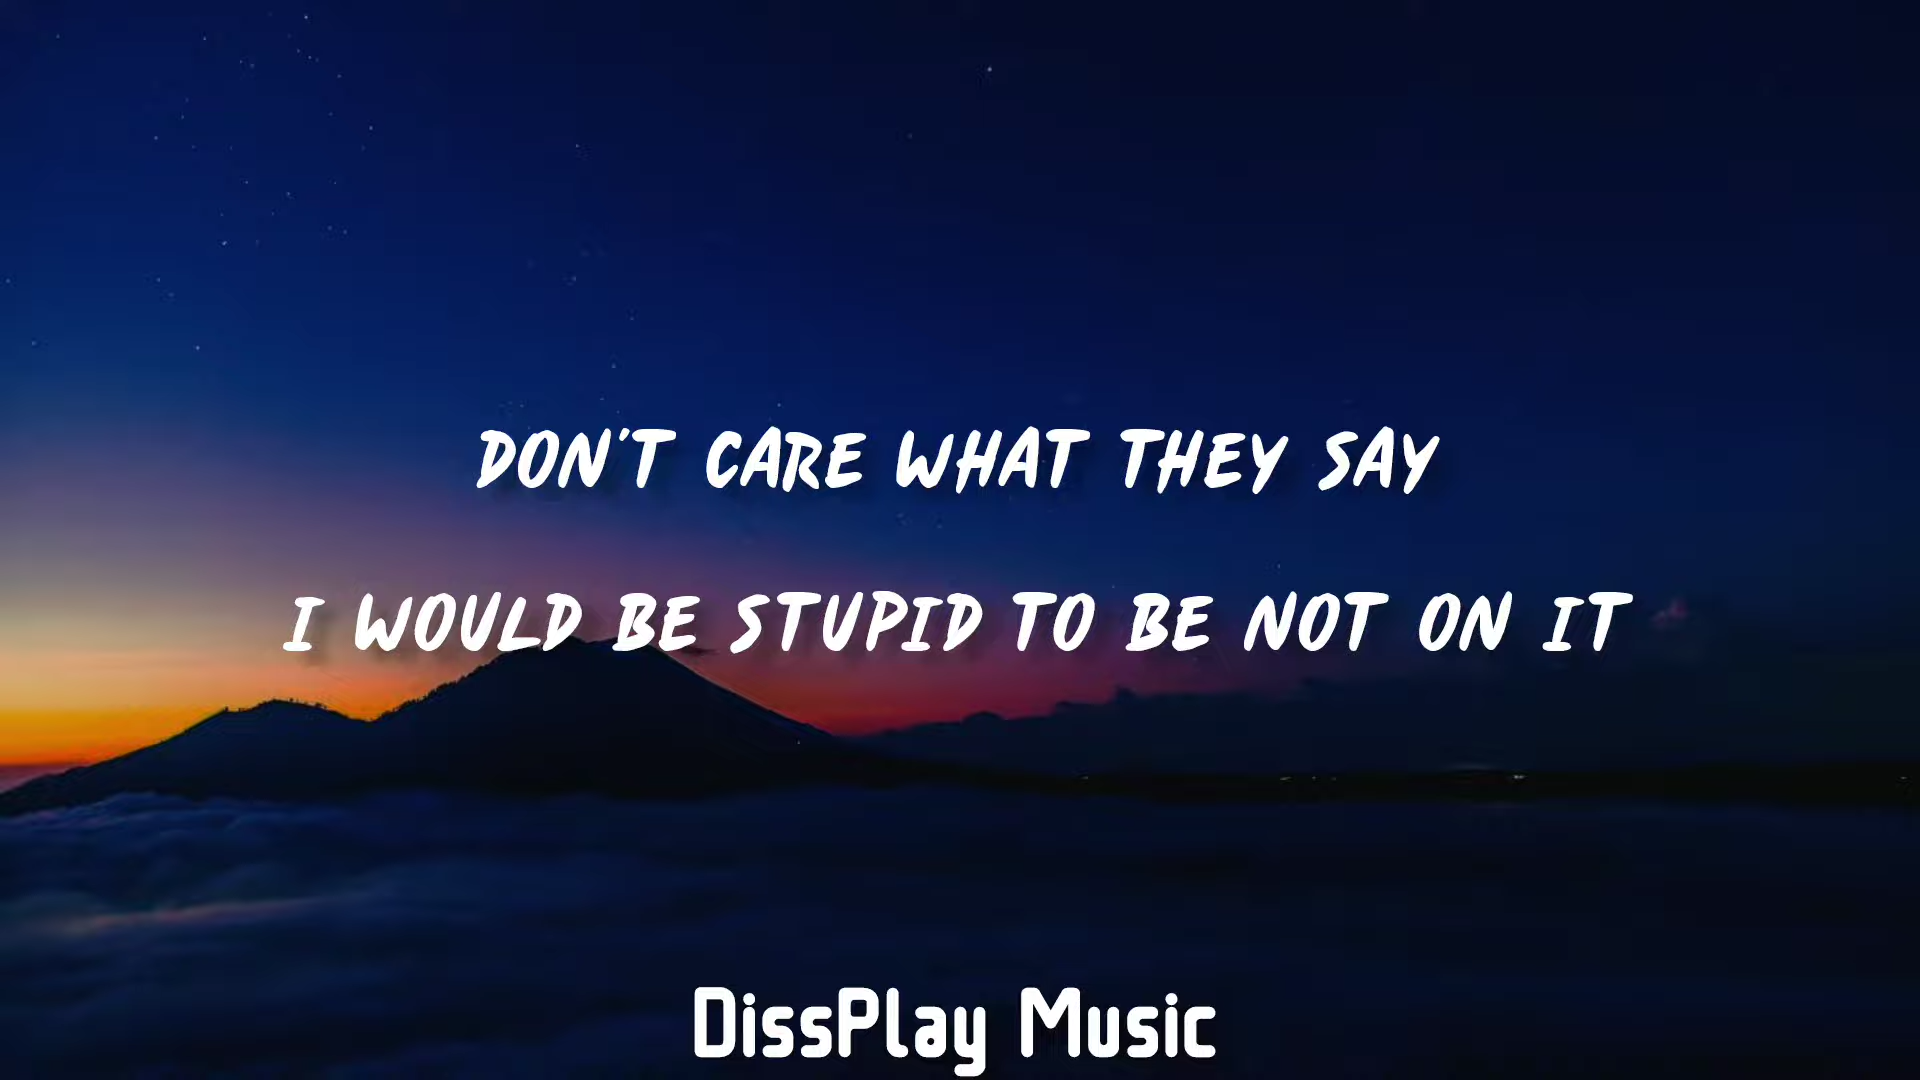 DON'T CARE WHAT THEY SAY
I WOULD BE STUPID TO BE NOT ON IT
DissPlay Music